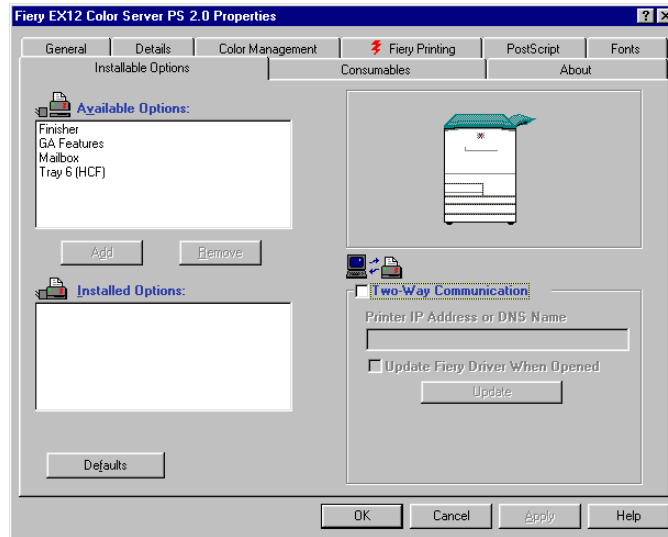 Fiery EX12 Color Server PS 2.0 Properties
General Details Color Management Fiery Printing PostScript Fonts
Installable Options Consumables About
Available Options:
Finisher
GA Features
Mailbox
Tray 6 (HCF)
Add Remove
Installed Options:
Two-Way Communication
Printer IP Address or DNS Name
Update Fiery Driver When Opened
Update
Defaults
OK Cancel Apply Help